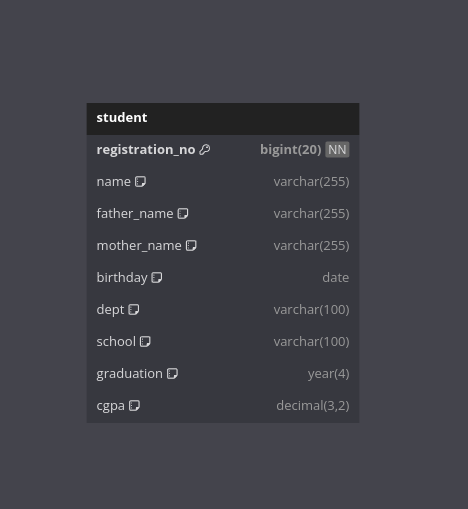 student
registration_no bigint(20) NN
name varchar(255)
father_name varchar(255)
mother_name varchar(255)
birthday date
dept varchar(100)
school varchar(100)
graduation year(4)
cgpa decimal(3,2)